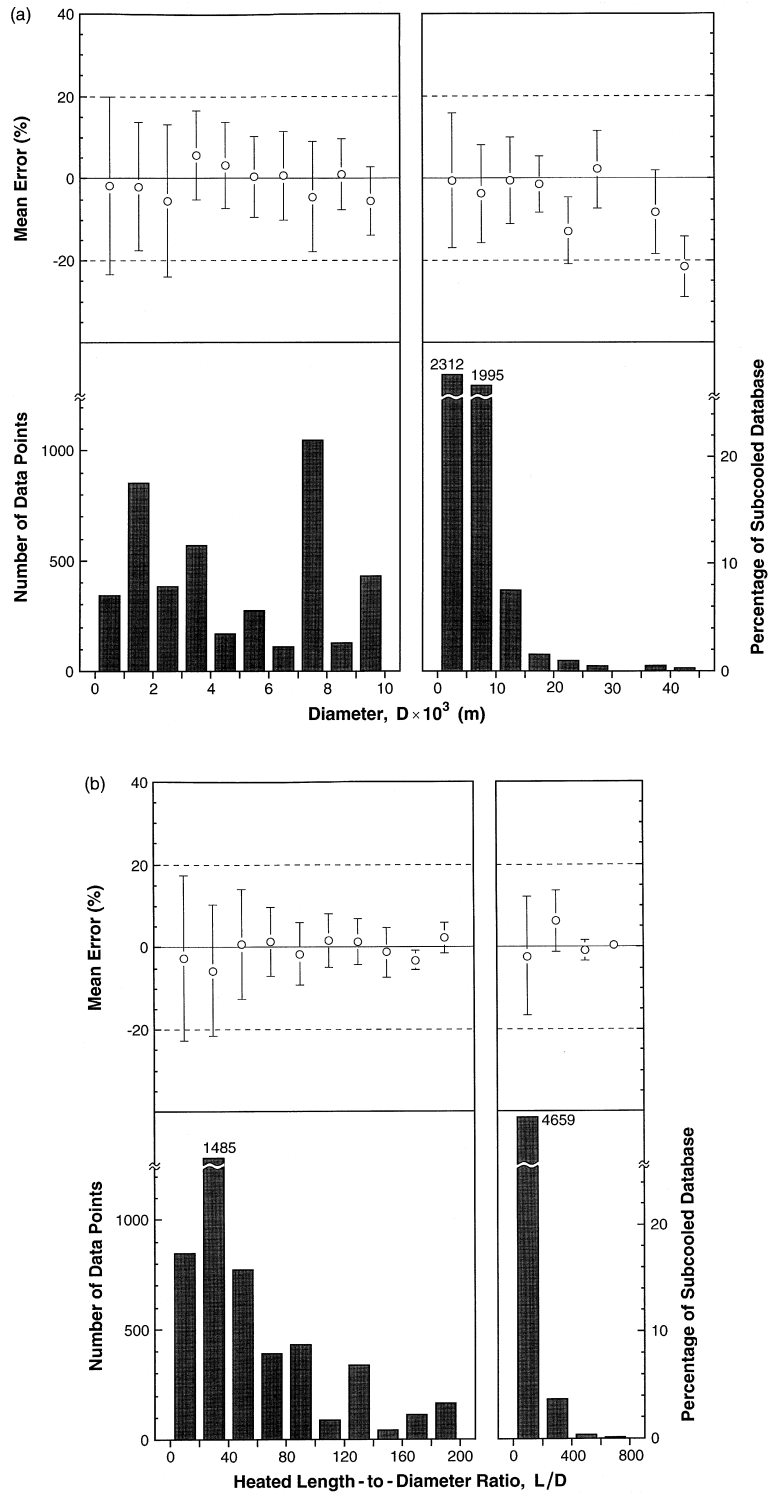 (a)
40
20
0
-20
Mean Error (%)
2312
1995
1000
500
0
Number of Data Points
20
10
0
Percentage of Subcooled Database
0 2 4 6 8 10
0 10 20 30 40
Diameter, D × 10³ (m)
(b)
40
20
0
-20
Mean Error (%)
1485
4659
1000
500
0
Number of Data Points
20
10
0
Percentage of Subcooled Database
0 40 80 120 160 200
0 400 800
Heated Length-to-Diameter Ratio, L/D